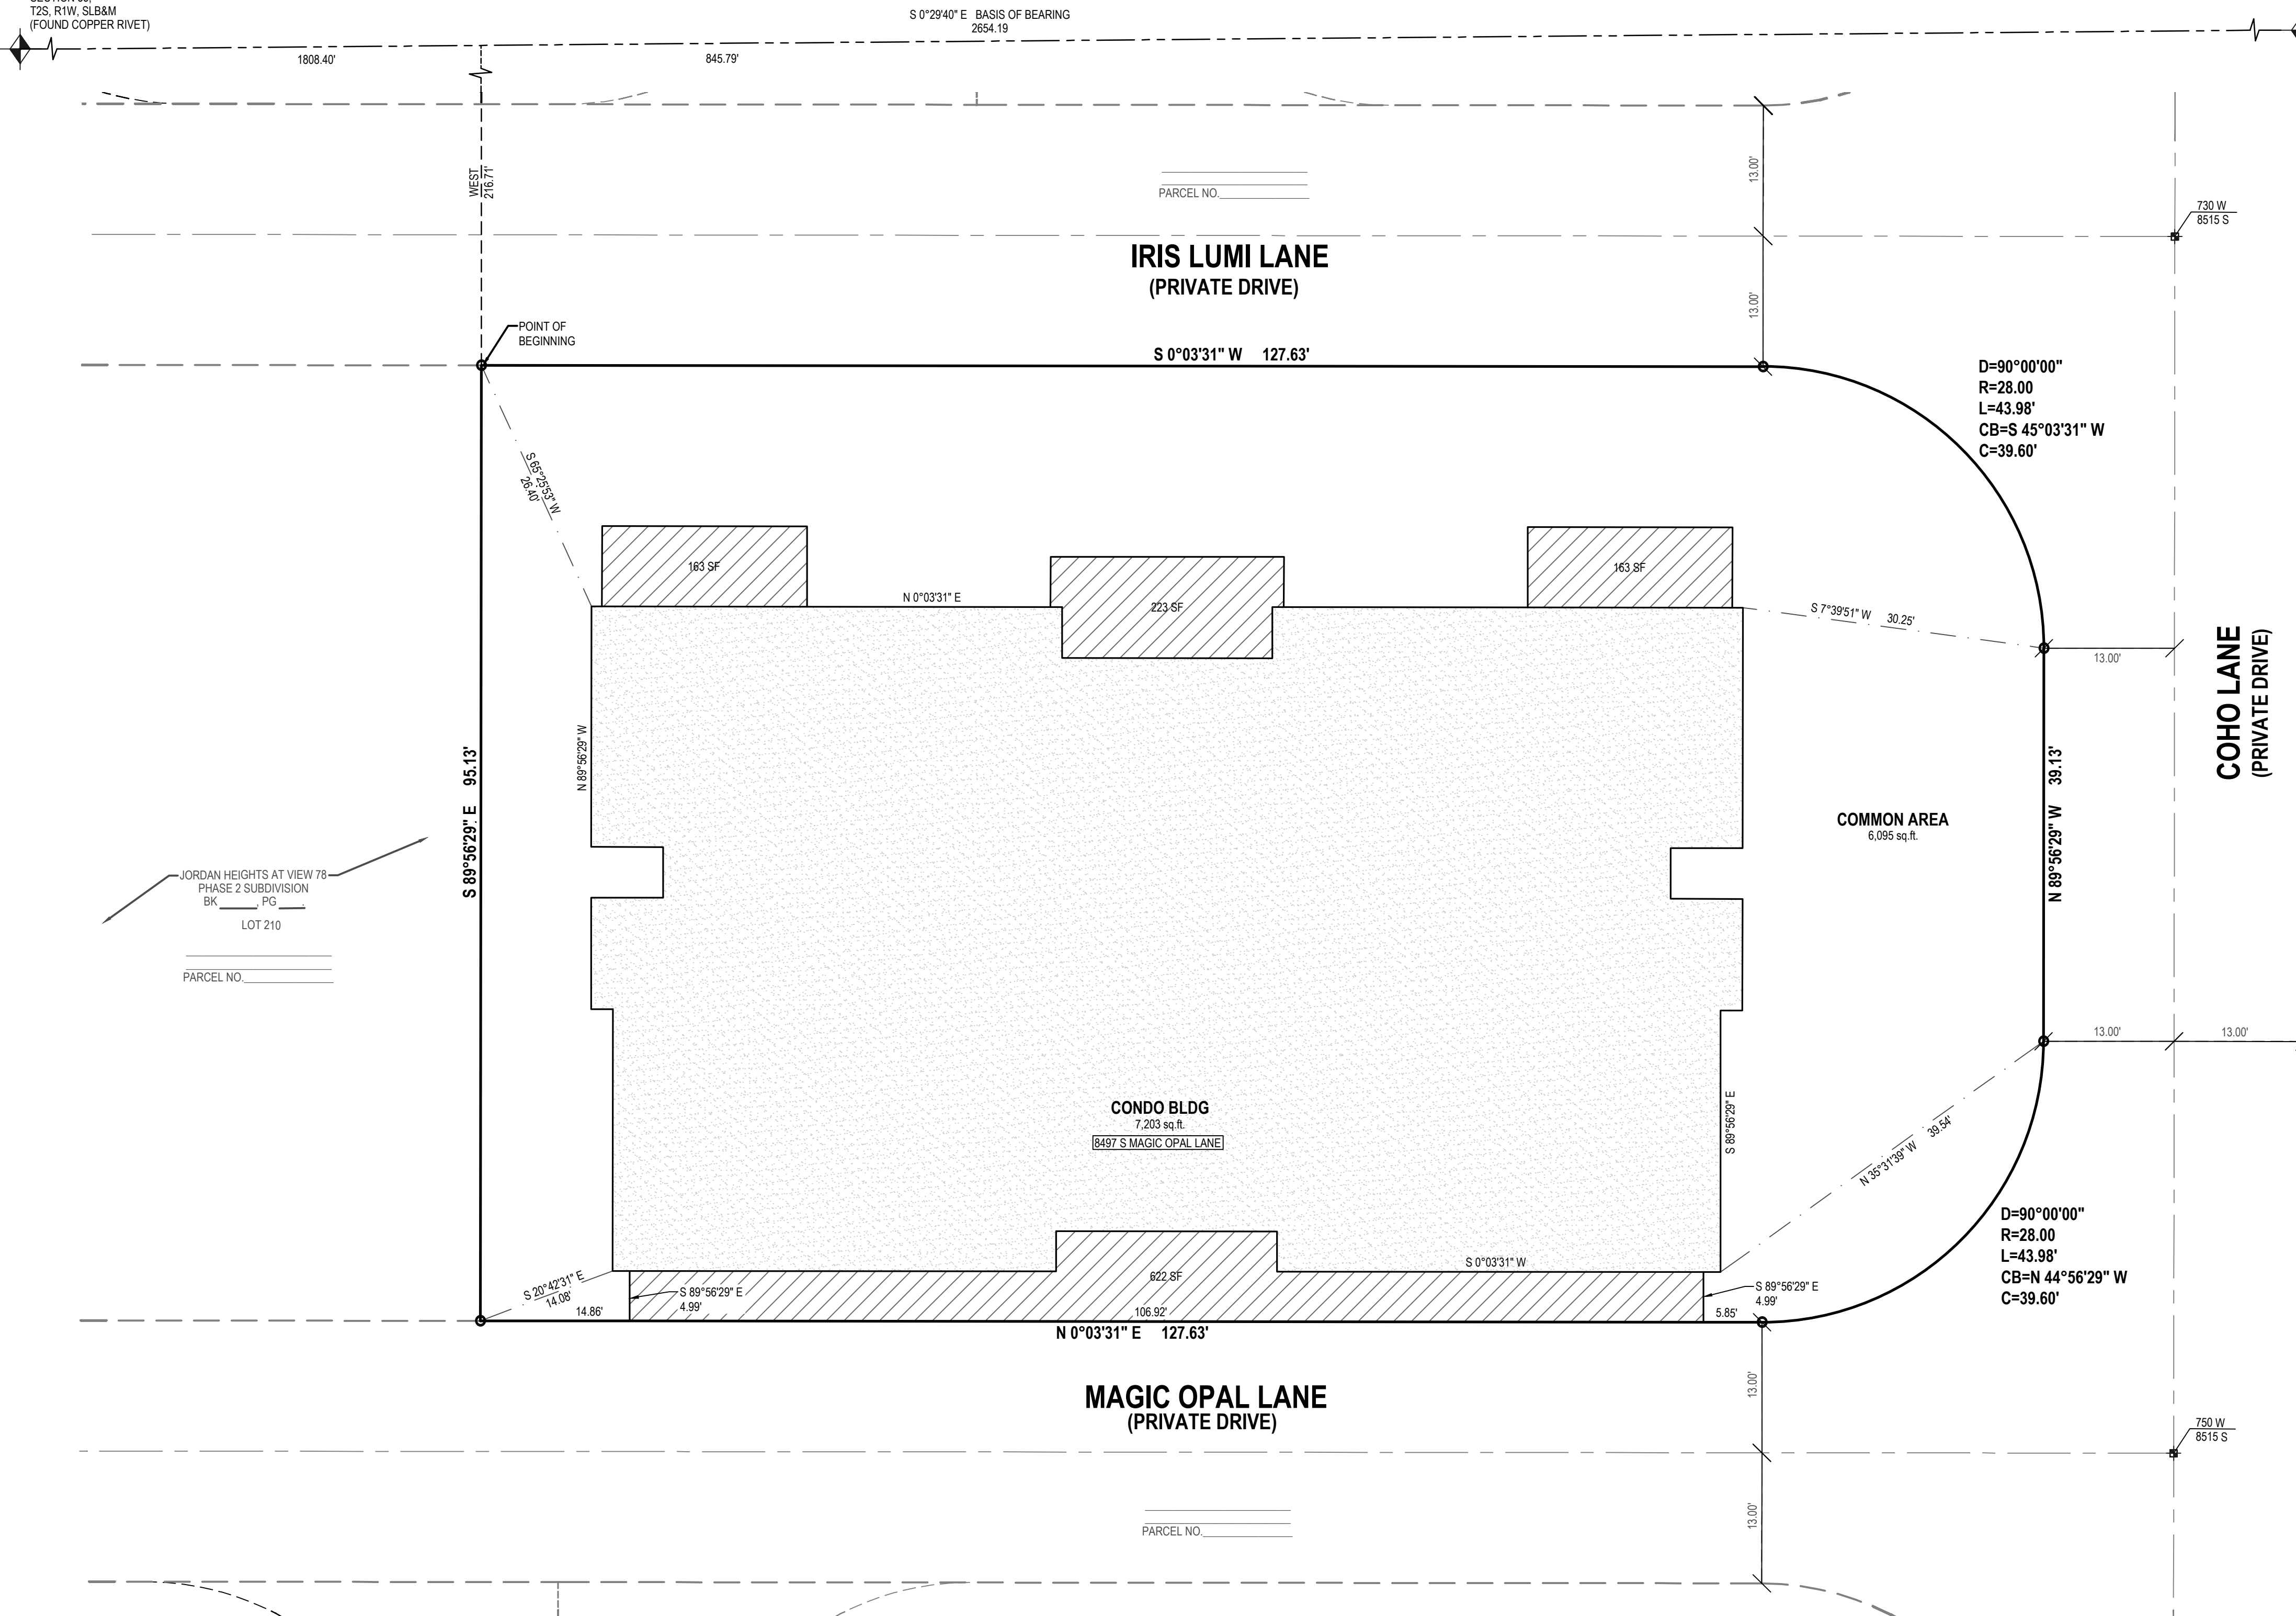 T2S, R1W, SLB&M
(FOUND COPPER RIVET)
S 0°29'40" E BASIS OF BEARING
2654.19
1808.40'
845.79'
WEST
216.71'
13.00'
PARCEL NO.
730 W
8515 S
IRIS LUMI LANE
(PRIVATE DRIVE)
13.00'
POINT OF
BEGINNING
S 0°03'31" W 127.63'
D=90°00'00"
R=28.00
L=43.98'
CB=S 45°03'31" W
C=39.60'
S 65°25'53" W
26.40'
163 SF
163 SF
N 0°03'31" E
223 SF
S 7°39'51" W 30.25'
13.00'
COHO LANE
(PRIVATE DRIVE)
N 89°56'29" W
S 89°56'29" E 95.13'
N 89°56'29" W 39.13'
COMMON AREA
6,095 sq.ft.
JORDAN HEIGHTS AT VIEW 78
PHASE 2 SUBDIVISION
BK , PG .
LOT 210
PARCEL NO.
13.00'
13.00'
CONDO BLDG
7,203 sq.ft.
8497 S MAGIC OPAL LANE
S 89°56'29" E
N 35°31'39" W 39.54'
D=90°00'00"
R=28.00
L=43.98'
CB=N 44°56'29" W
C=39.60'
S 0°03'31" W
622 SF
S 20°42'31" E
14.08'
S 89°56'29" E
4.99'
S 89°56'29" E
4.99'
14.86'
106.92'
5.85'
N 0°03'31" E 127.63'
MAGIC OPAL LANE
(PRIVATE DRIVE)
13.00'
750 W
8515 S
13.00'
PARCEL NO.